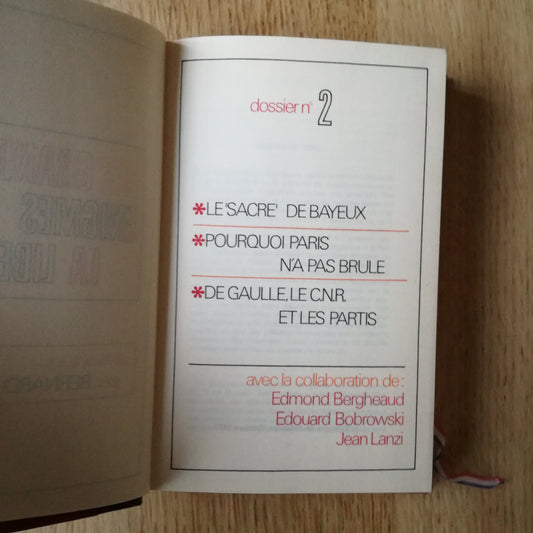 dossier n° 2
*LE 'SACRE' DE BAYEUX
*POURQUOI PARIS
N'A PAS BRULE
*DE GAULLE, LE C.N.R.
ET LES PARTIS
avec la collaboration de :
Edmond Bergheaud
Edouard Bobrowski
Jean Lanzi